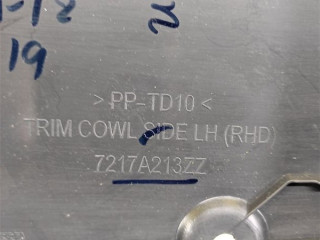 19
>PP-TD10<
TRIM COWL SIDE LH (RHD)
7217A213ZZ